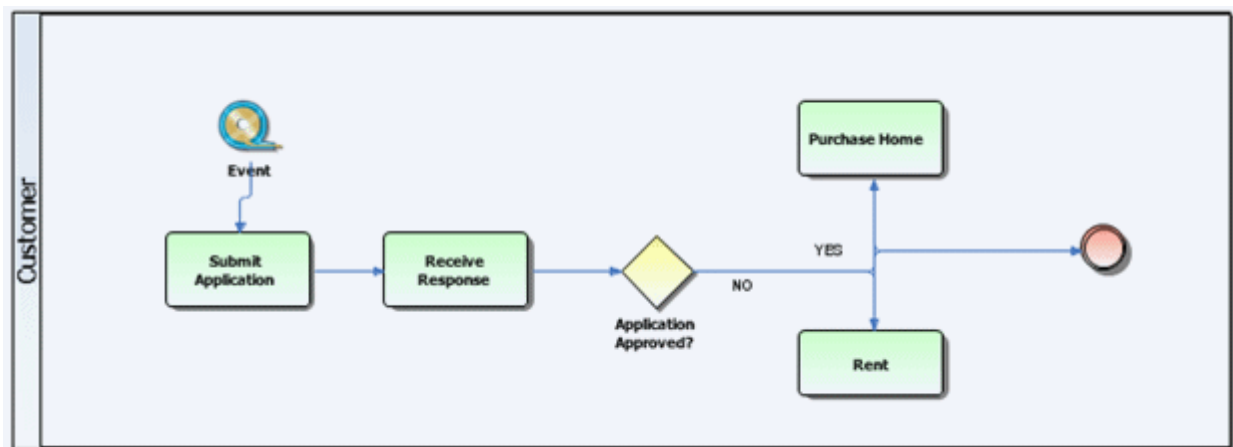 Customer
Event
Submit
Application
Receive
Response
Application
Approved?
NO
YES
Purchase Home
Rent